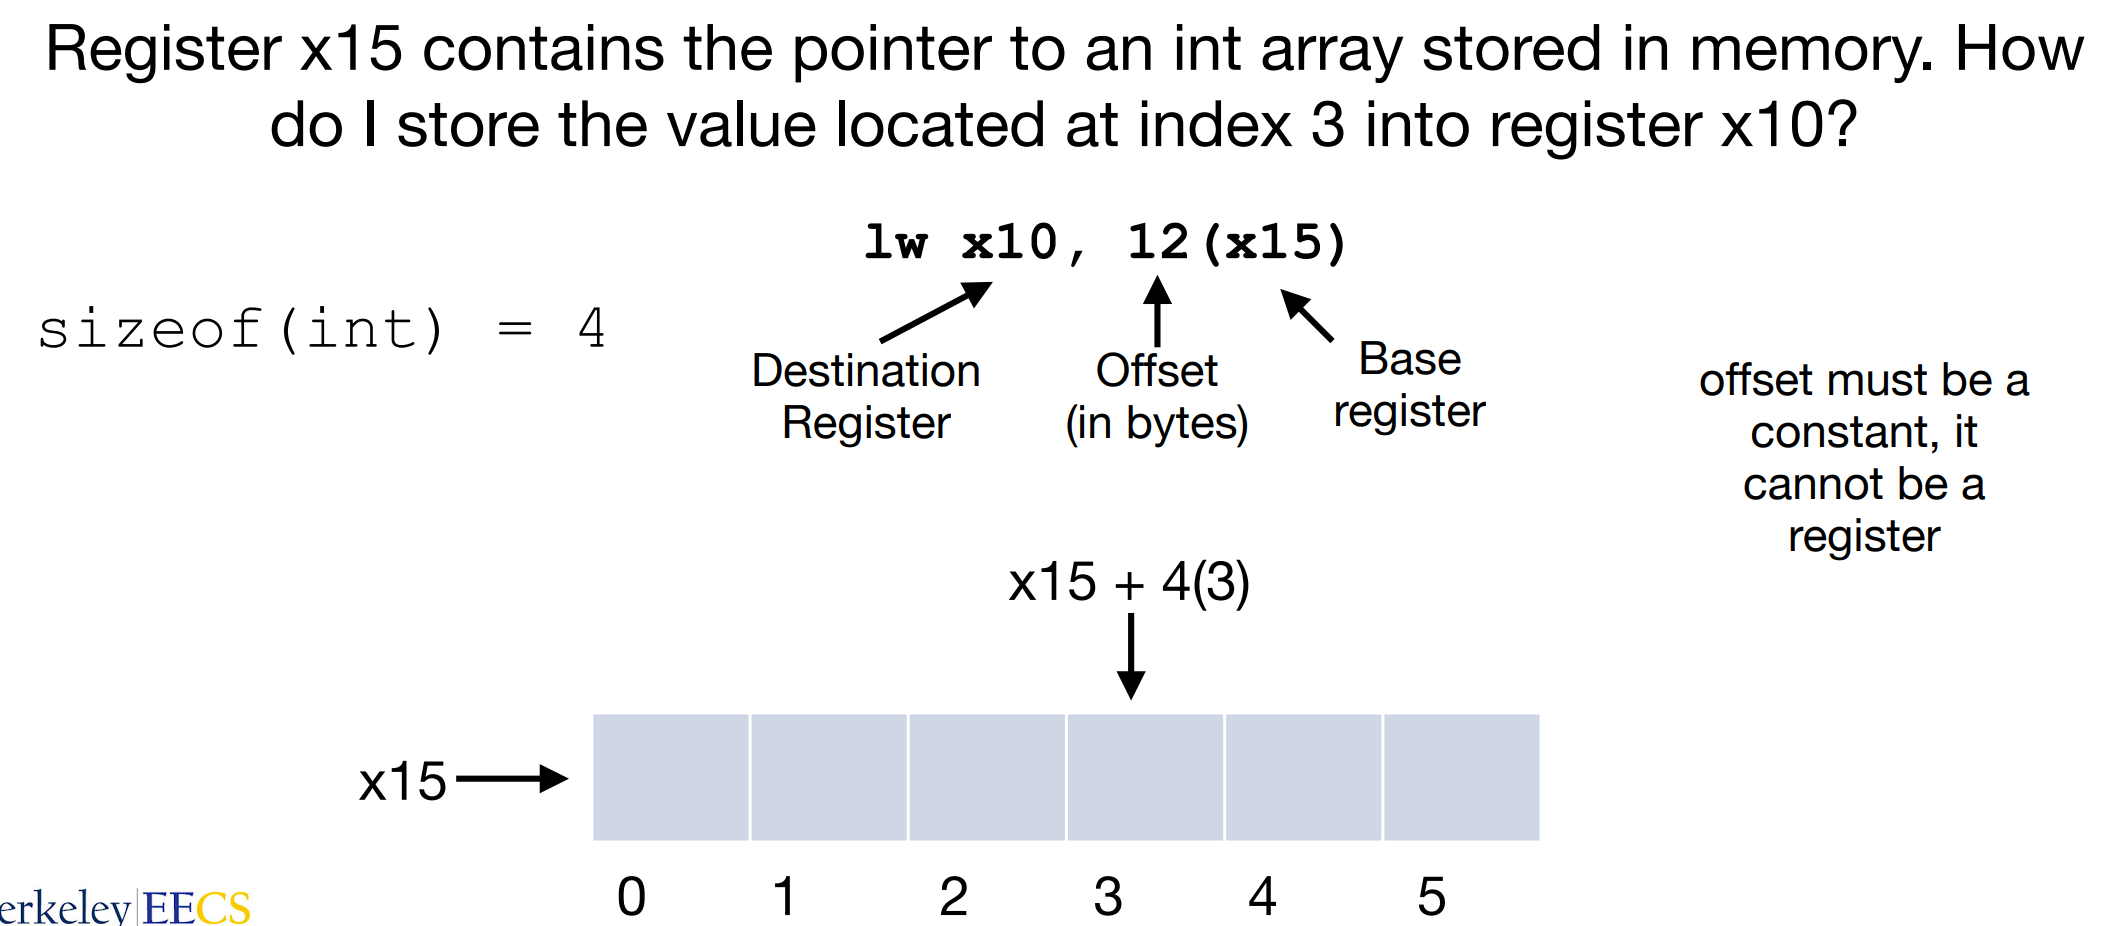 Register x15 contains the pointer to an int array stored in memory. How
do I store the value located at index 3 into register x10?
lw x10, 12(x15)
sizeof(int) = 4
Destination
Register
Offset
(in bytes)
Base
register
offset must be a
constant, it
cannot be a
register
x15 + 4(3)
x15
0 1 2 3 4 5
erkeley EECS